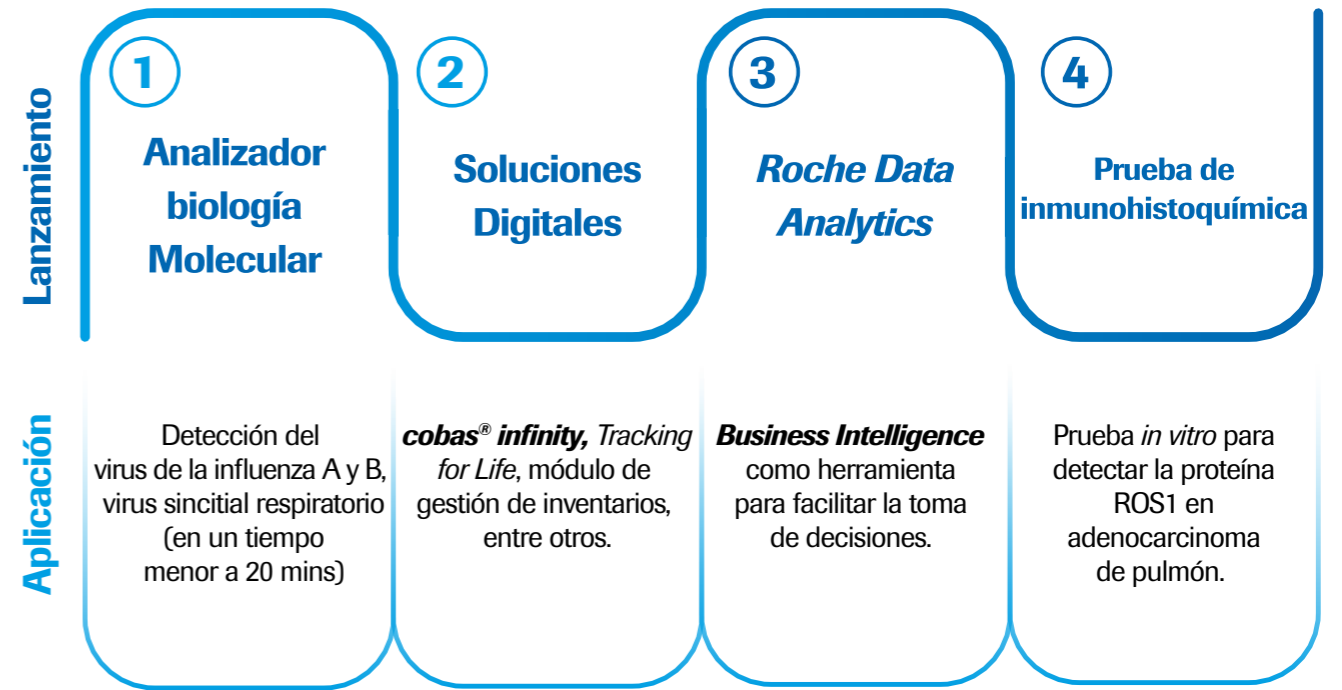 Lanzamiento
1
Analizador
biología
Molecular
2
Soluciones
Digitales
3
Roche Data
Analytics
4
Prueba de
inmunohistoquímica
Aplicación
Detección del
virus de la influenza A y B,
virus sincitial respiratorio
(en un tiempo
menor a 20 mins)
cobas® infinity, Tracking
for Life, módulo de
gestión de inventarios,
entre otros.
Business Intelligence
como herramienta
para facilitar la toma
de decisiones.
Prueba in vitro para
detectar la proteína
ROS1 en
adenocarcinoma
de pulmón.